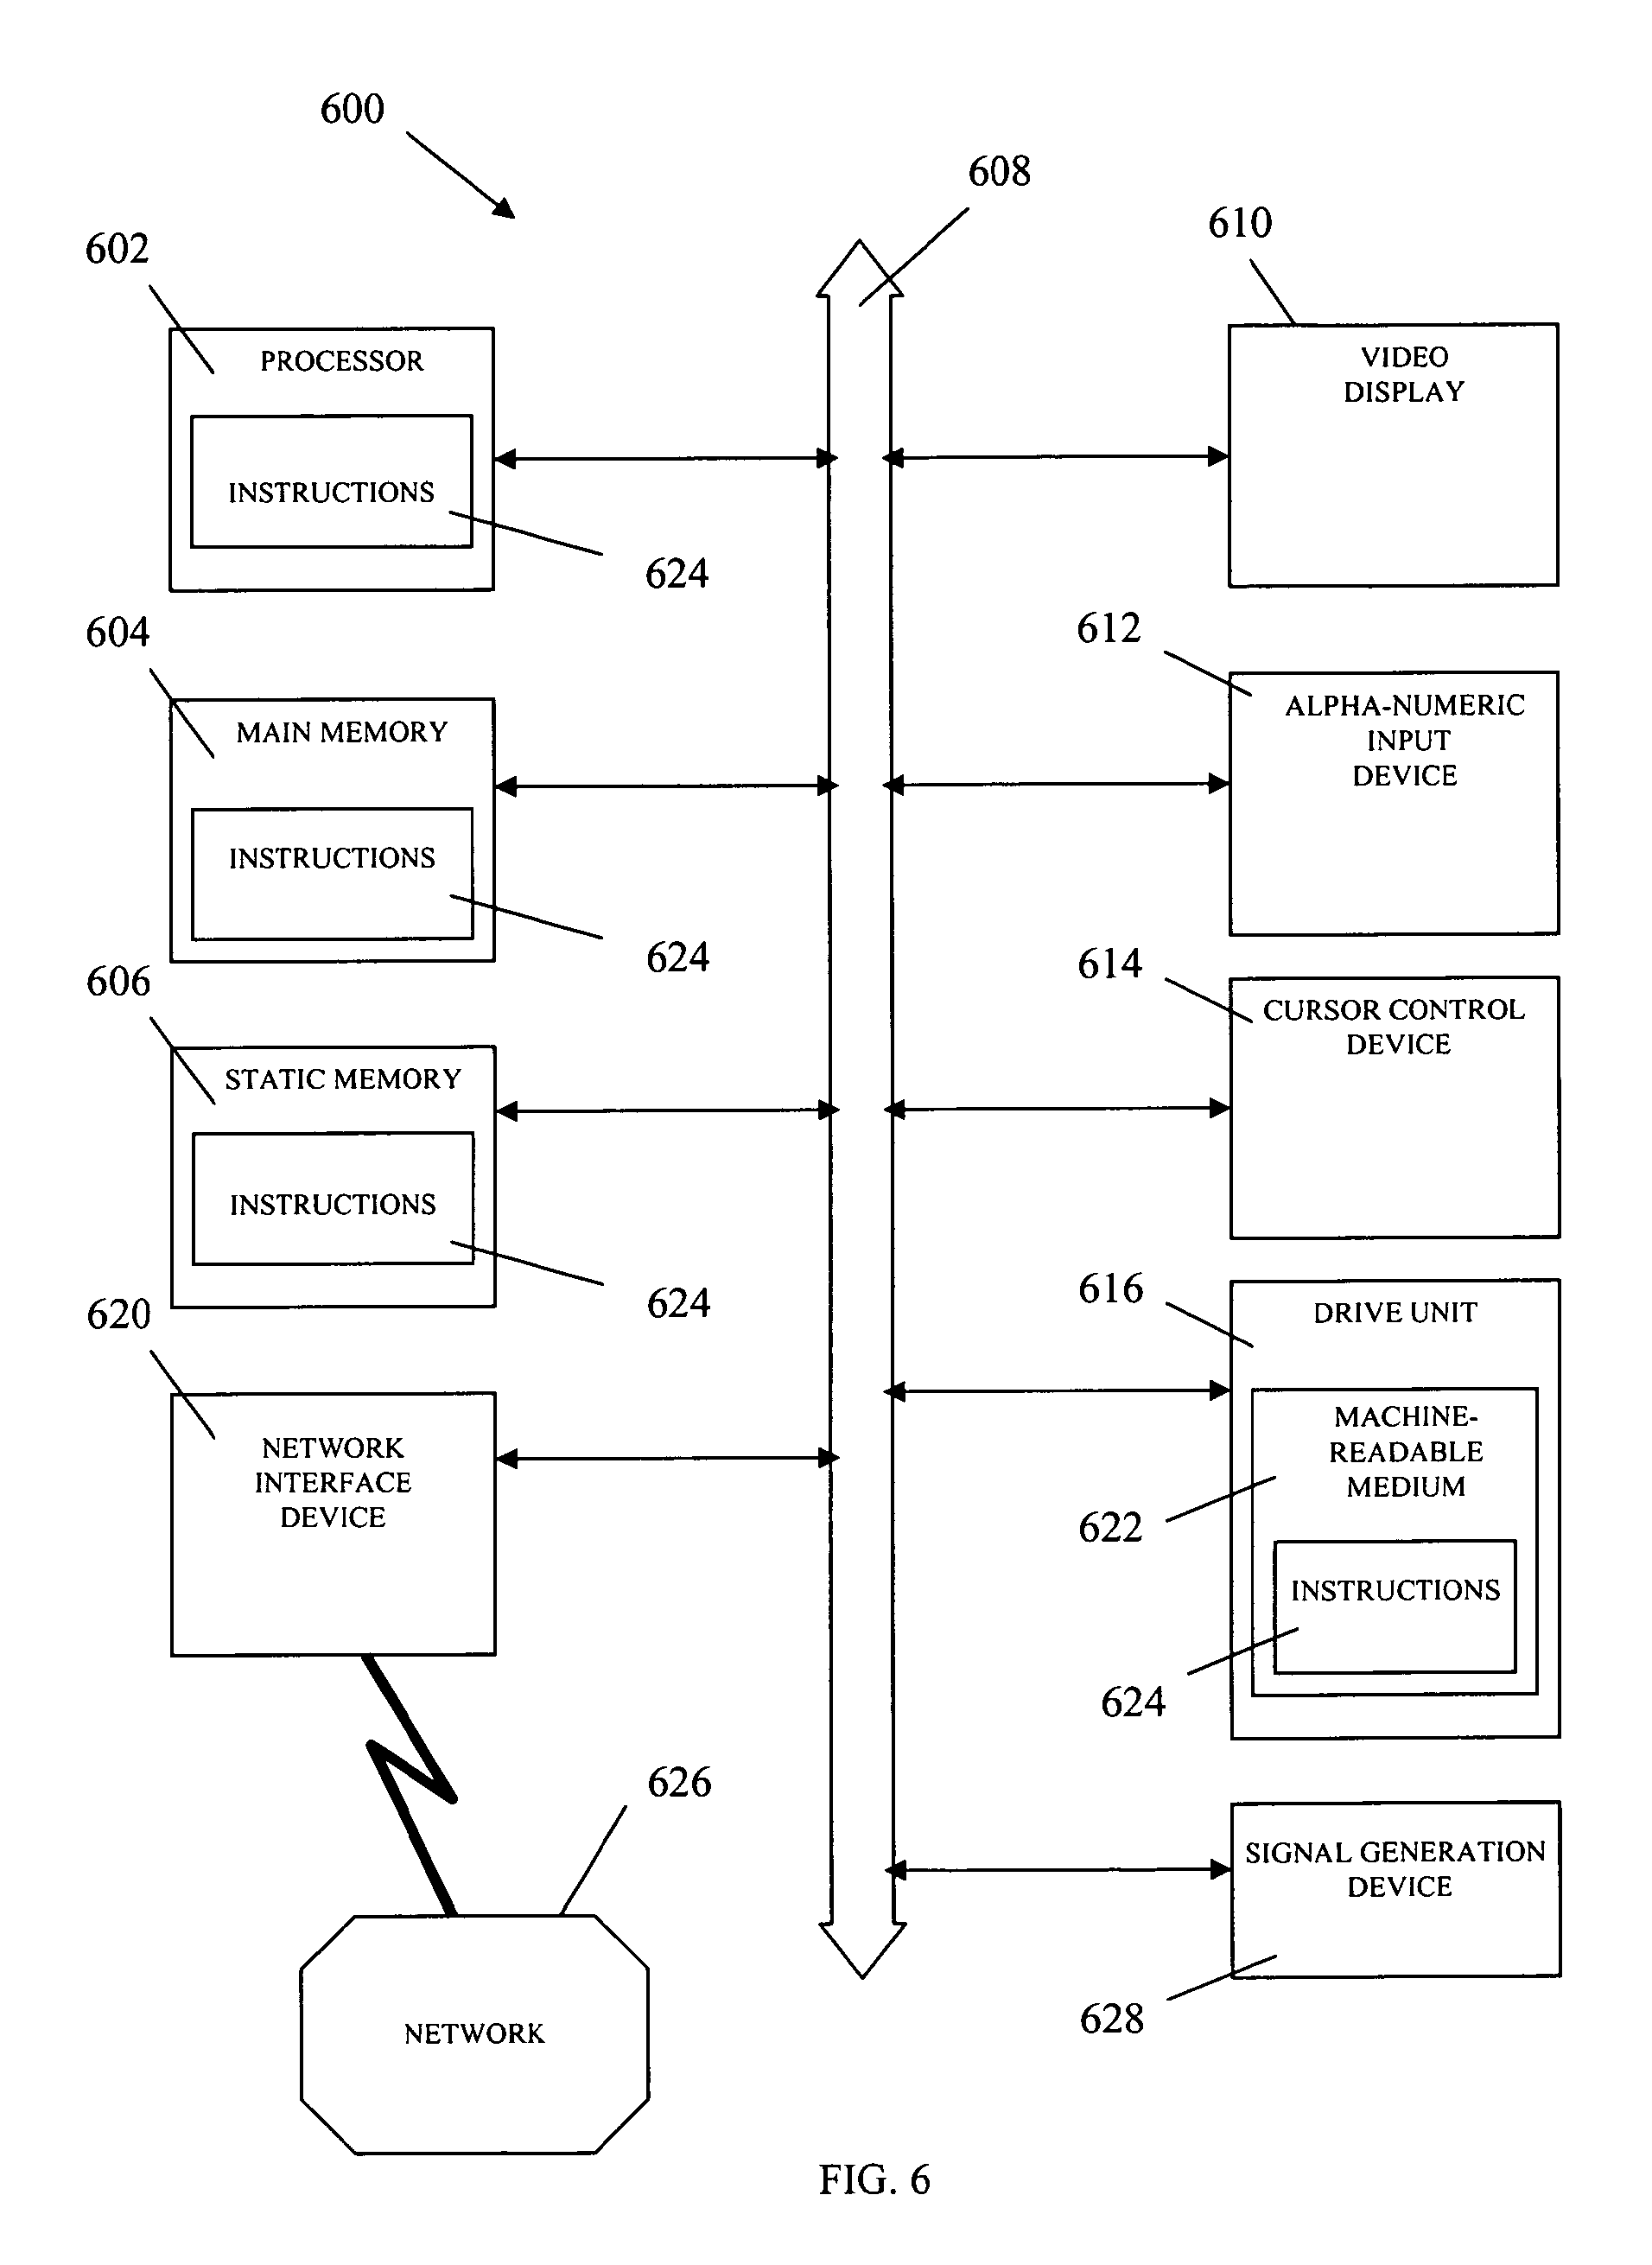 600
608
610
602
PROCESSOR
INSTRUCTIONS
624
VIDEO
DISPLAY
604
MAIN MEMORY
INSTRUCTIONS
624
612
ALPHA-NUMERIC
INPUT
DEVICE
606
STATIC MEMORY
INSTRUCTIONS
624
614
CURSOR CONTROL
DEVICE
620
NETWORK
INTERFACE
DEVICE
616
DRIVE UNIT
MACHINE-
READABLE
MEDIUM
622
INSTRUCTIONS
624
626
NETWORK
SIGNAL GENERATION
DEVICE
628
FIG. 6